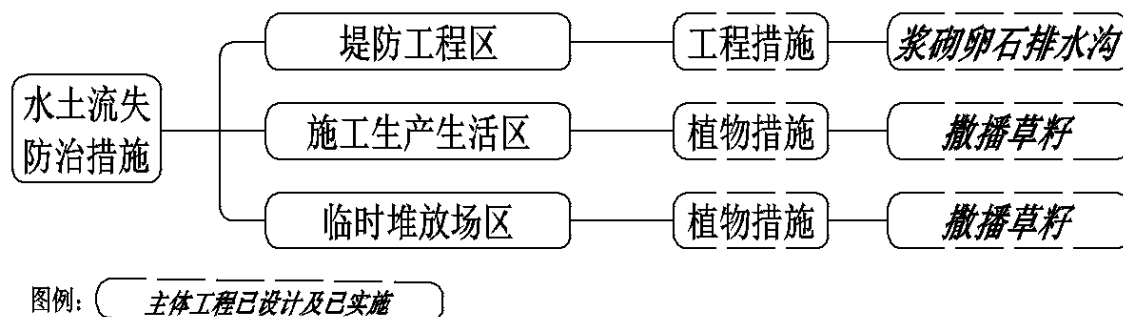 堤防工程区 工程措施 浆砌卵石排水沟
水土流失
防治措施
施工生产生活区 植物措施 撒播草籽
临时堆放场区 植物措施 撒播草籽
图例: 主体工程已设计及已实施